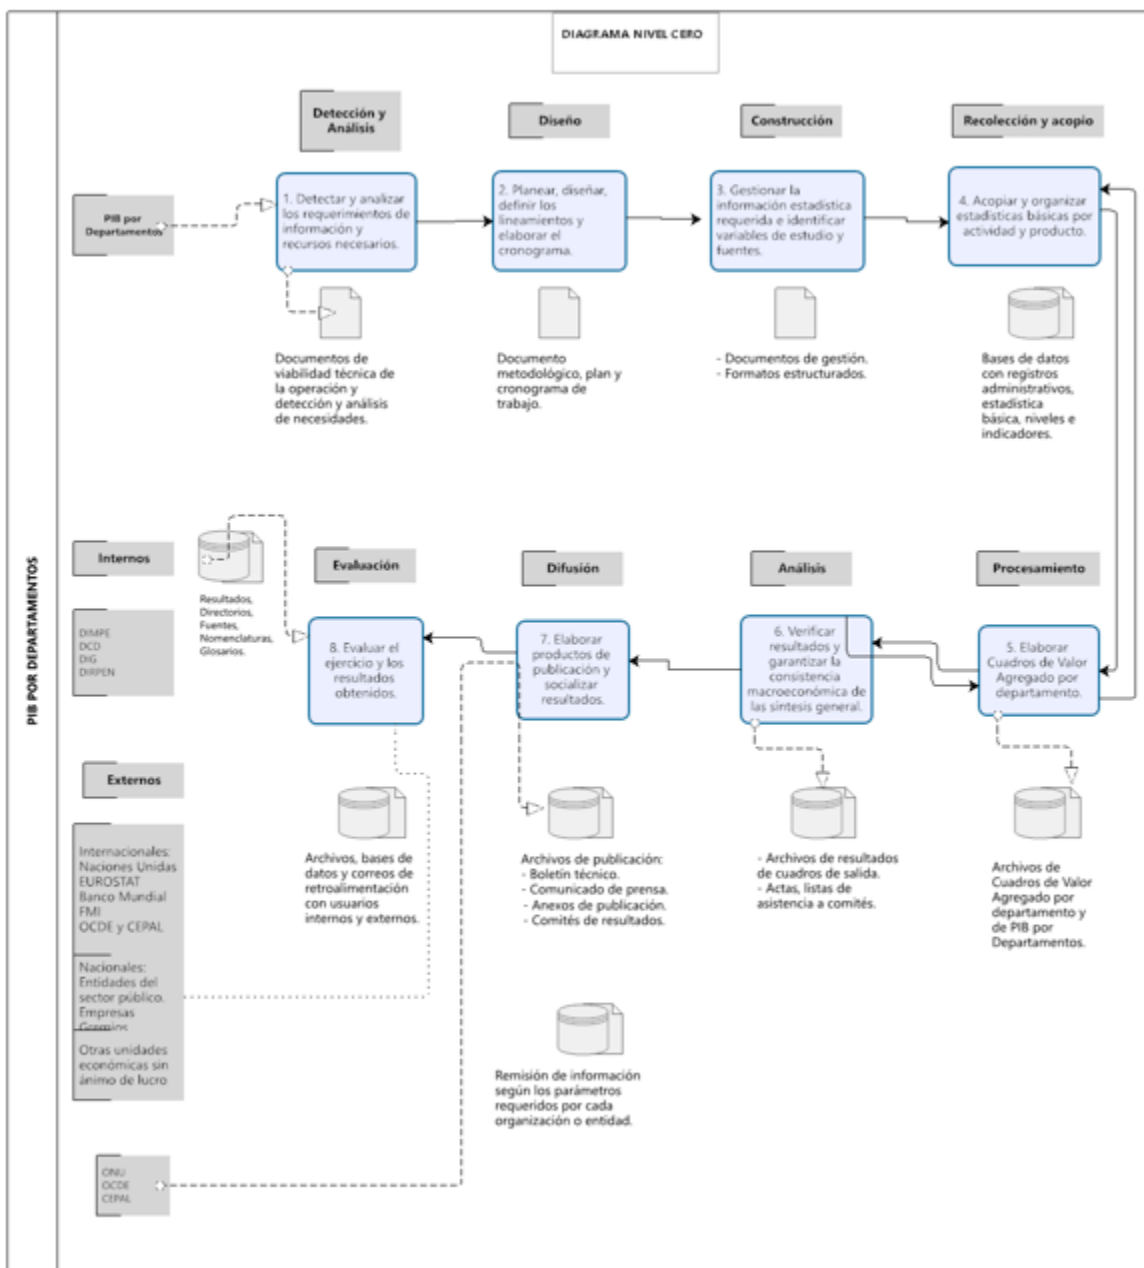 DIAGRAMA NIVEL CERO
Detección y
Análisis
Diseño
Construcción
Recolección y acopio
PIB por
Departamentos
1. Detectar y analizar
los requerimientos de
información y
recursos necesarios.
2. Planear, diseñar,
definir los
lineamientos y
elaborar el
cronograma.
3. Gestionar la
información estadística
requerida e identificar
variables de estudio y
fuentes.
4. Acopiar y organizar
estadísticas básicas por
actividad y producto.
Documentos de
viabilidad técnica de
la operación y
detección y análisis
de necesidades.
Documento
metodológico, plan y
cronograma de
trabajo.
- Documentos de gestión.
- Formatos estructurados.
Bases de datos
con registros
administrativos,
estadística
básica, niveles e
indicadores.
PIB POR DEPARTAMENTOS
Internos
DIMPE
DCD
DIG
DIRPEN
Resultados,
Directorios,
Fuentes,
Nomenclaturas,
Glosarios.
Evaluación
Difusión
Análisis
Procesamiento
8. Evaluar el
ejercicio y los
resultados
obtenidos.
7. Elaborar
productos de
publicación y
socializar
resultados.
6. Verificar
resultados y
garantizar la
consistencia
macroeconómica de
las síntesis general.
5. Elaborar
Cuadros de Valor
Agregado por
departamento.
Externos
Internacionales:
Naciones Unidas
EUROSTAT
Banco Mundial
FMI
OCDE y CEPAL
Nacionales:
Entidades del
sector público.
Empresas
Gremios
Otras unidades
económicas sin
ánimo de lucro
Archivos, bases de
datos y correos de
retroalimentación
con usuarios
internos y externos.
Archivos de publicación:
- Boletín técnico.
- Comunicado de prensa.
- Anexos de publicación.
- Comités de resultados.
- Archivos de resultados
de cuadros de salida.
- Actas, listas de
asistencia a comités.
Archivos de
Cuadros de Valor
Agregado por
departamento y
de PIB por
Departamentos.
Remisión de información
según los parámetros
requeridos por cada
organización o entidad.
ONU
OCDE
CEPAL